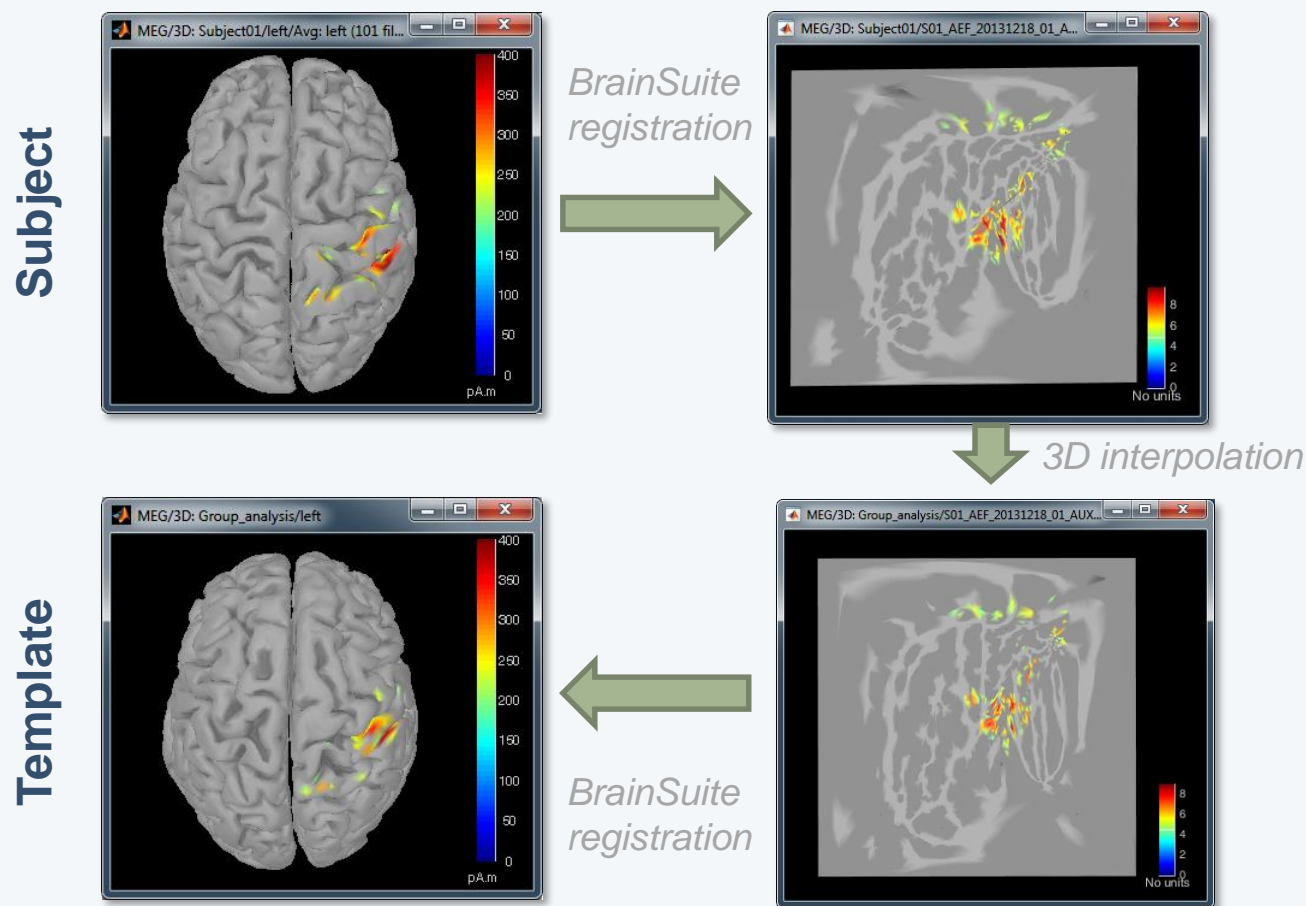 MEG/3D: Subject01/left/Avg: left (101 fil...
400
350
300
250
200
150
100
50
0
pA.m
Subject
BrainSuite
registration
MEG/3D: Subject01/S01_AEF_20131218_01_A...
8
6
4
2
0
No units
3D interpolation
MEG/3D: Group_analysis/left
400
350
300
250
200
150
100
50
0
pA.m
Template
BrainSuite
registration
MEG/3D: Group_analysis/S01_AEF_20131218_01_AUX...
8
6
4
2
0
No units